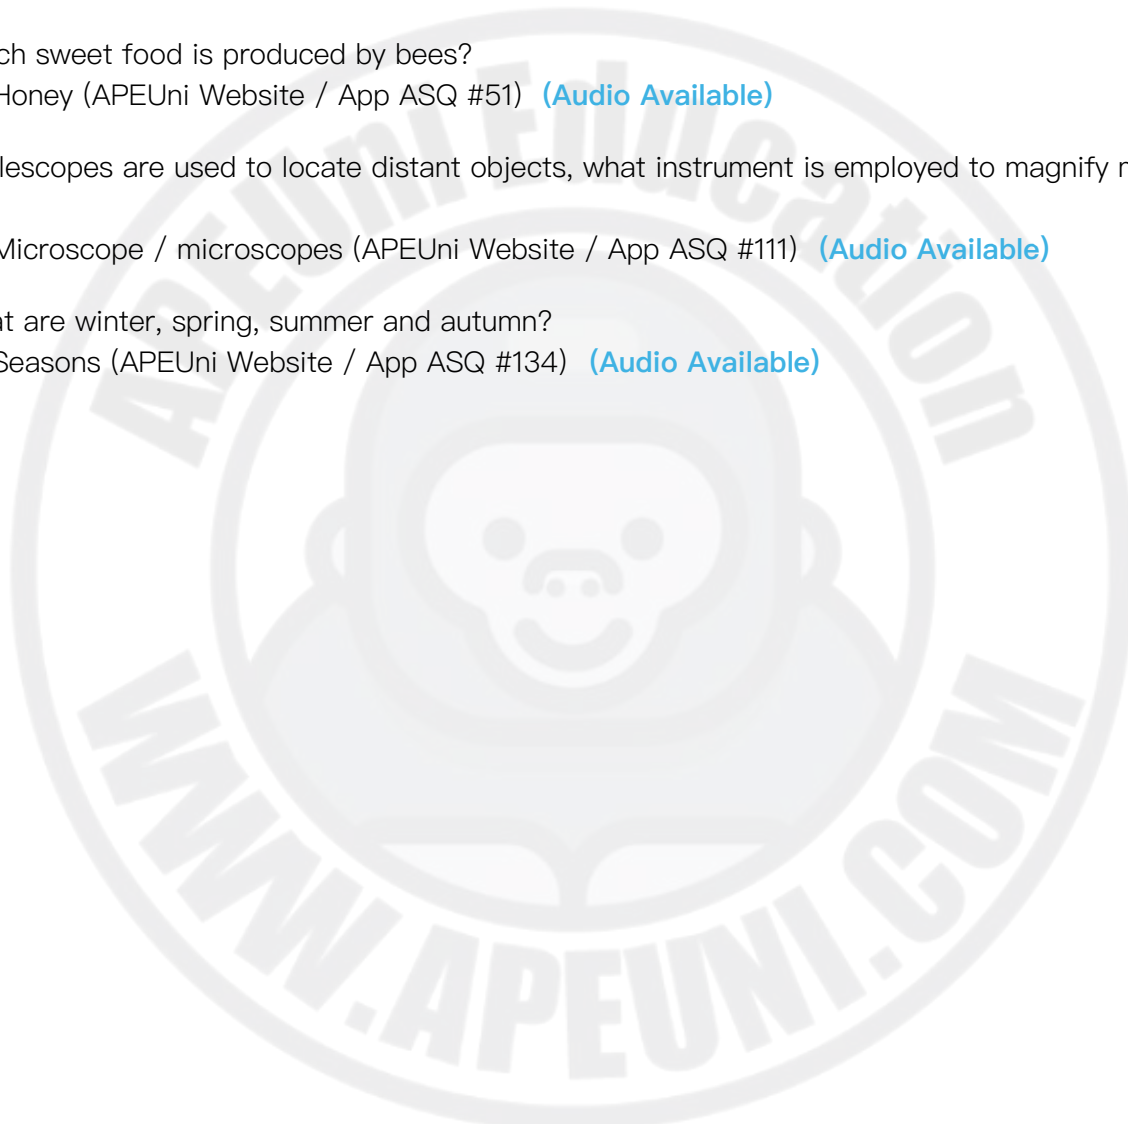 ch sweet food is produced by bees?
Honey (APEUni Website / App ASQ #51) (Audio Available)
lescopes are used to locate distant objects, what instrument is employed to magnify
Microscope / microscopes (APEUni Website / App ASQ #111) (Audio Available)
at are winter, spring, summer and autumn?
Seasons (APEUni Website / App ASQ #134) (Audio Available)
APEUni Education
WWW.APEUNI.COM